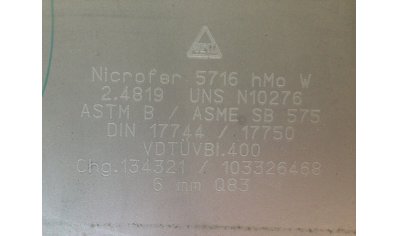 Nicrofer 5716 hMo W
2.4819 UNS N10276
ASTM B / ASME SB 575
DIN 17744 / 17750
VDTÜVBl.400
Chg.134321 / 103326468
6 mm Q83